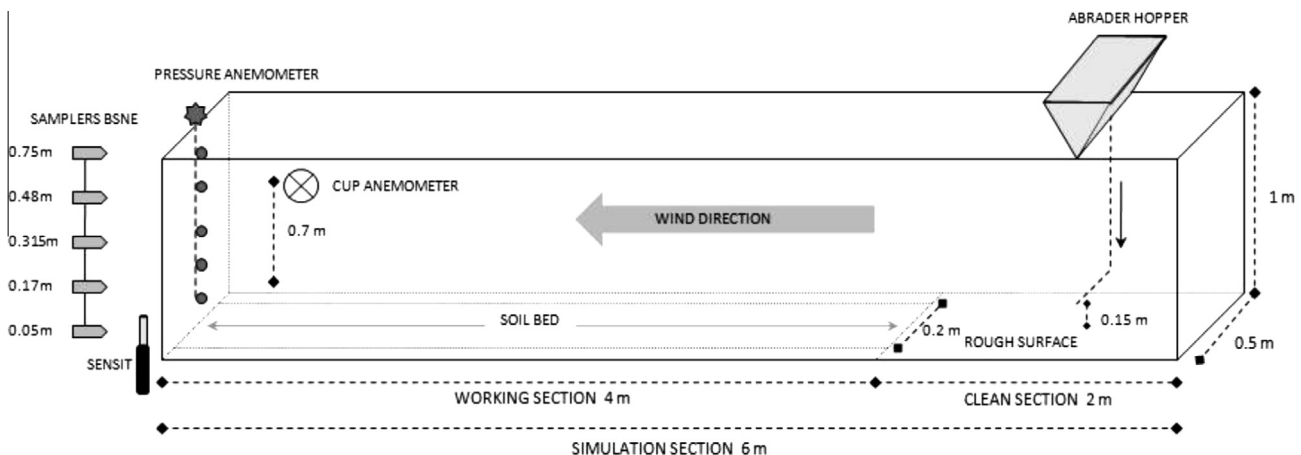 ABRADER HOPPER
PRESSURE ANEMOMETER
SAMPLERS BSNE
0.75m
0.48m
0.315m
0.17m
0.05m
SENSIT
CUP ANEMOMETER
0.7 m
WIND DIRECTION
1 m
SOIL BED
0.2 m
0.15 m
ROUGH SURFACE
0.5 m
WORKING SECTION 4 m
CLEAN SECTION 2 m
SIMULATION SECTION 6 m